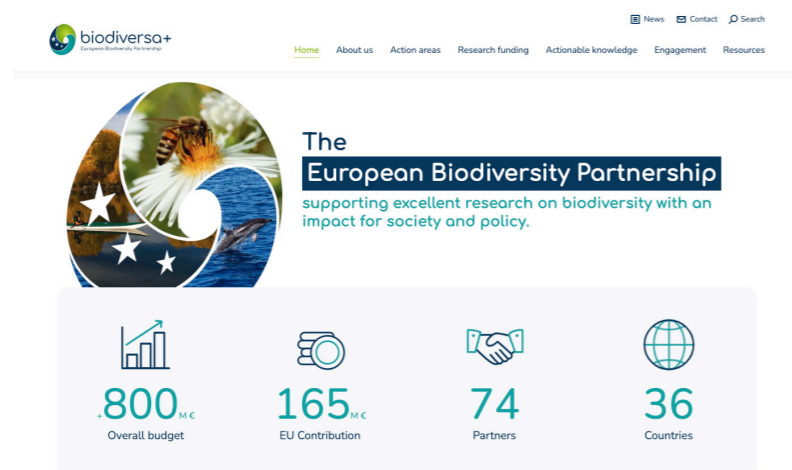 News Contact Search
biodiversa+
European Biodiversity Partnership
Home About us Action areas Research funding Actionable knowledge Engagement Resources
The
European Biodiversity Partnership
supporting excellent research on biodiversity with an
impact for society and policy.
+800 M € 165 M € 74 36
Overall budget EU Contribution Partners Countries